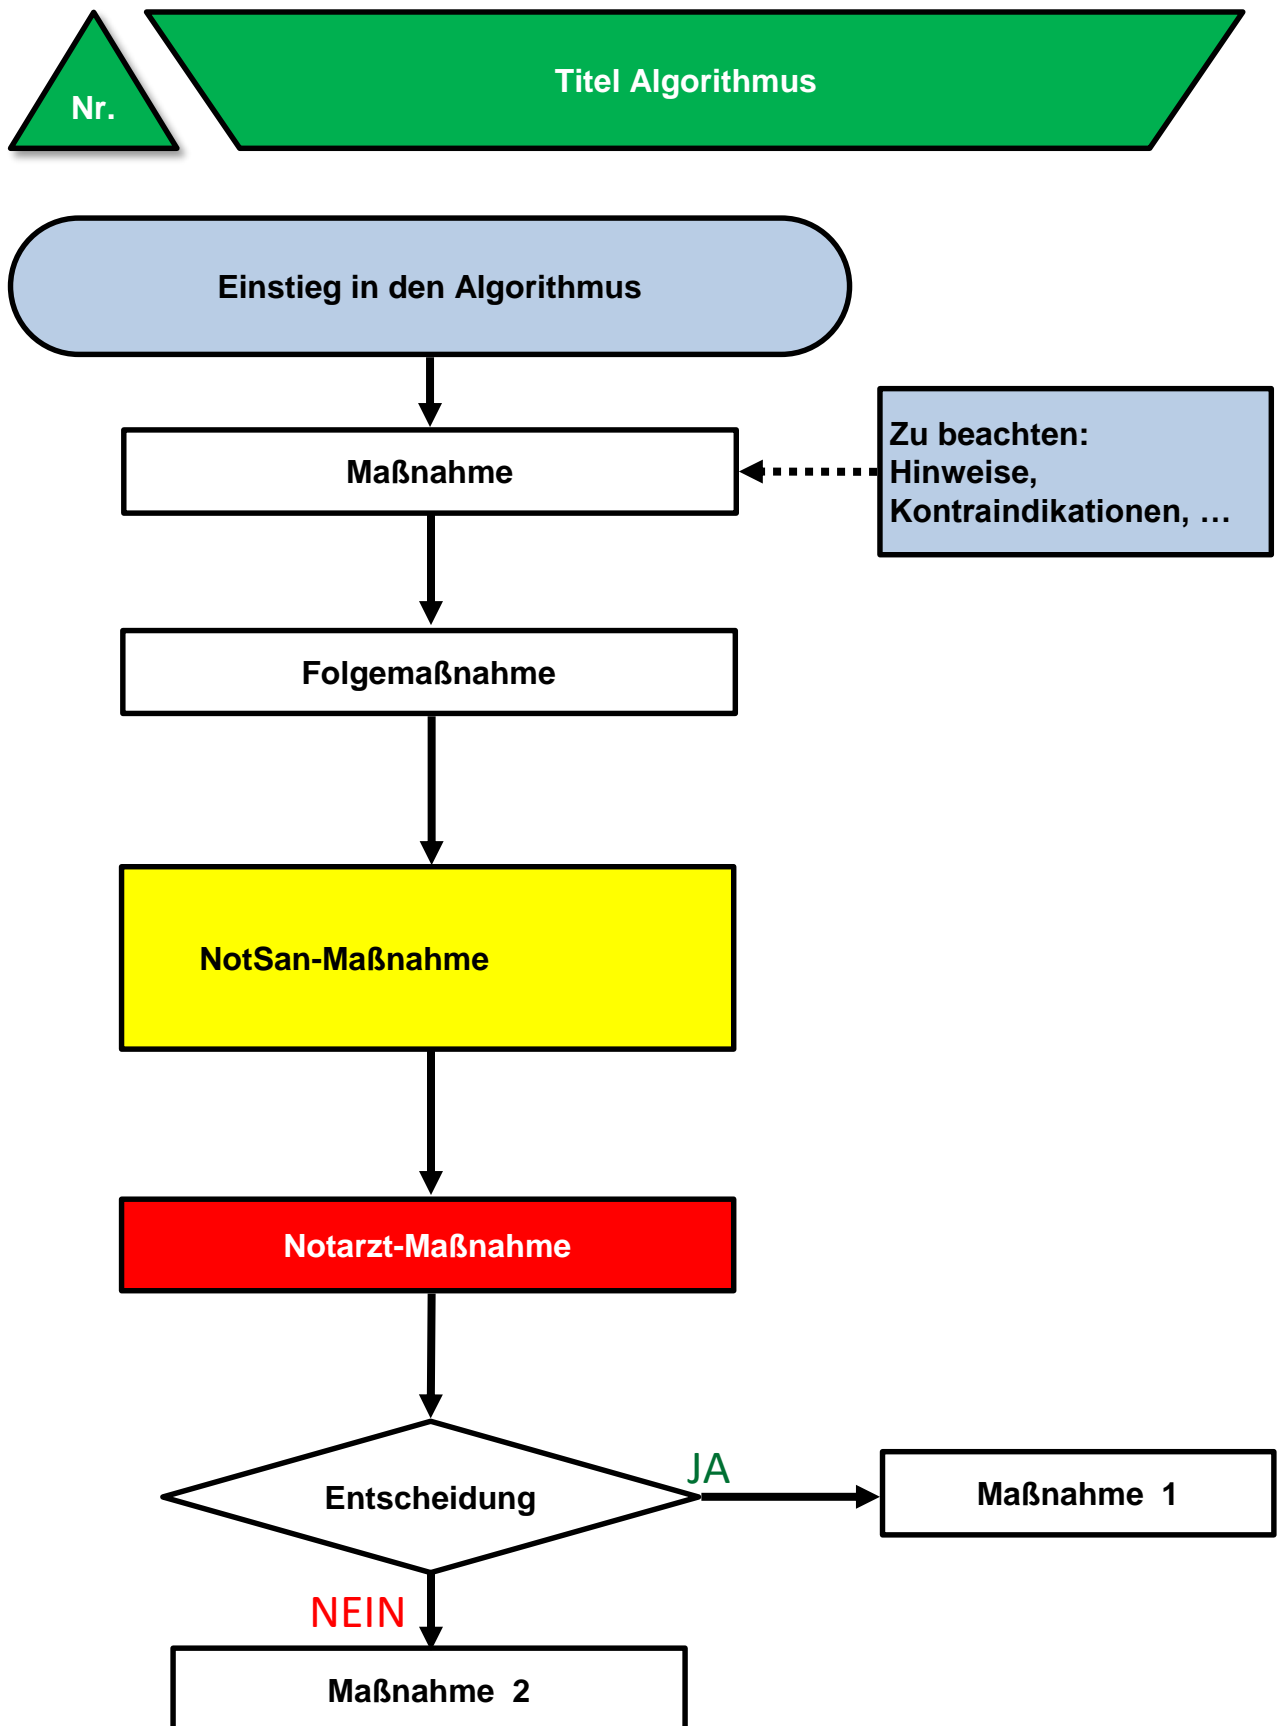 Nr.
Titel Algorithmus
Einstieg in den Algorithmus
Maßnahme
Zu beachten:
Hinweise,
Kontraindikationen, …
Folgemaßnahme
NotSan-Maßnahme
Notarzt-Maßnahme
Entscheidung
JA
Maßnahme  1
NEIN
Maßnahme  2